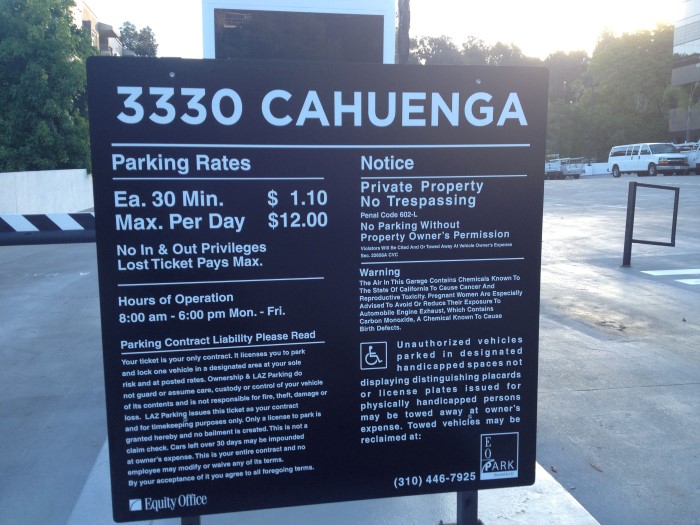 3330 CAHUENGA
Parking Rates
Ea. 30 Min. $ 1.10
Max. Per Day $12.00
No In & Out Privileges
Lost Ticket Pays Max.
Hours of Operation
8:00 am - 6:00 pm Mon. - Fri.
Parking Contract Liability Please Read
Your ticket is your only contract. It licenses you to park
and lock one vehicle in a designated area at your sole
risk and at posted rates. Ownership & LAZ Parking do
not guard or assume care, custody or control of your vehicle
of its contents and is not responsible for fire, theft, damage or
loss. LAZ Parking issues this ticket as your contract
and for timekeeping purposes only. Only a license to park is
granted hereby and no bailment is created. This is not a
claim check. Cars left over 30 days may be impounded
at owner's expense. This is your entire contract and no
employee may modify or waive any of its terms.
By your acceptance of it you agree to all foregoing terms.
Equity Office
Notice
Private Property
No Trespassing
Penal Code 602-L
No Parking Without
Property Owner's Permission
Violators Will Be Cited And Or Towed Away At Vehicle Owner's Expense
Sec. 22658A CVC
Warning
The Air In This Garage Contains Chemicals Known To
The State Of California To Cause Cancer And
Reproductive Toxicity. Pregnant Women Are Especially
Advised To Avoid Or Reduce Their Exposure To
Automobile Engine Exhaust, Which Contains
Carbon Monoxide, A Chemical Known To Cause
Birth Defects.
Unauthorized vehicles
parked in designated
handicapped spaces not
displaying distinguishing placards
or license plates issued for
physically handicapped persons
may be towed away at owner's
expense. Towed vehicles may be
reclaimed at:
(310) 446-7925
EOP
PARK